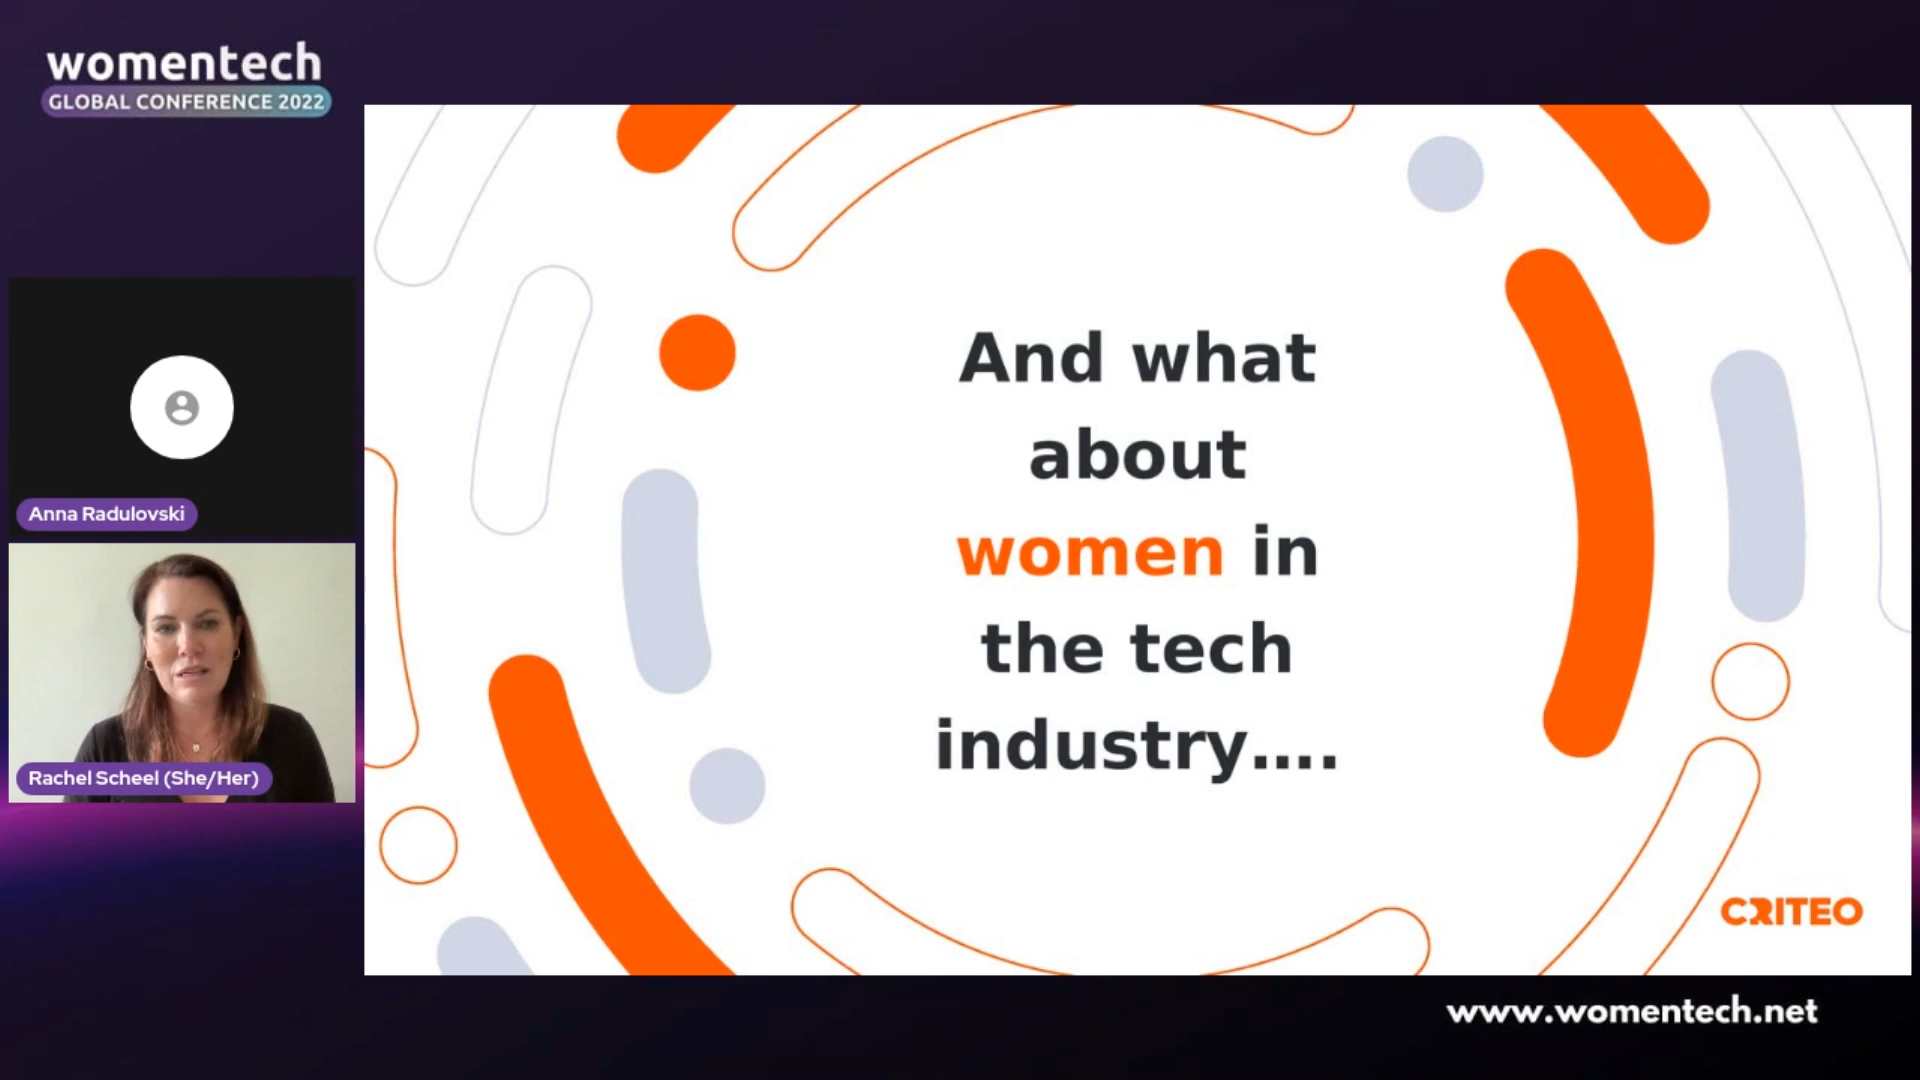 womentech
GLOBAL CONFERENCE 2022
Anna Radulovski
Rachel Scheel (She/Her)
And what
about
women in
the tech
industry....
CRITEO
www.womentech.net